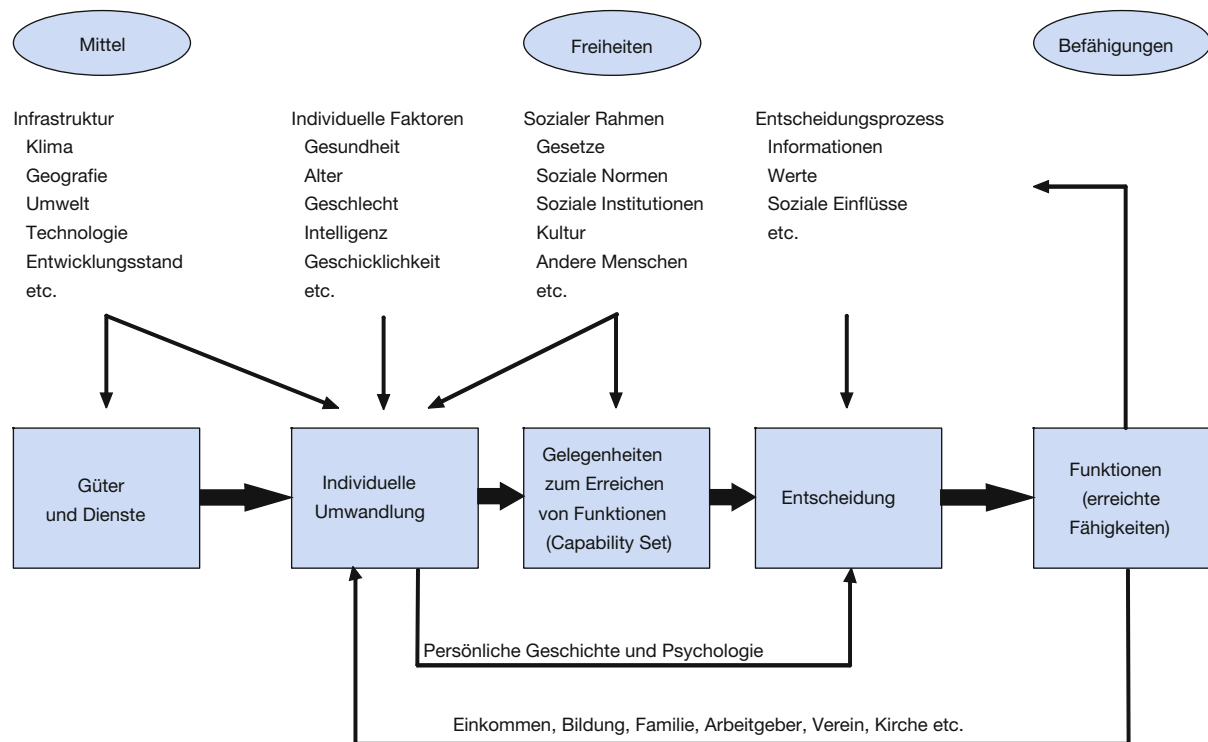 Mittel
Freiheiten
Befähigungen
Infrastruktur
Klima
Geografie
Umwelt
Technologie
Entwicklungsstand
etc.
Individuelle Faktoren
Gesundheit
Alter
Geschlecht
Intelligenz
Geschicklichkeit
etc.
Sozialer Rahmen
Gesetze
Soziale Normen
Soziale Institutionen
Kultur
Andere Menschen
etc.
Entscheidungsprozess
Informationen
Werte
Soziale Einflüsse
etc.
Güter
und Dienste
Individuelle
Umwandlung
Gelegenheiten
zum Erreichen
von Funktionen
(Capability Set)
Entscheidung
Funktionen
(erreichte
Fähigkeiten)
Persönliche Geschichte und Psychologie
Einkommen, Bildung, Familie, Arbeitgeber, Verein, Kirche etc.